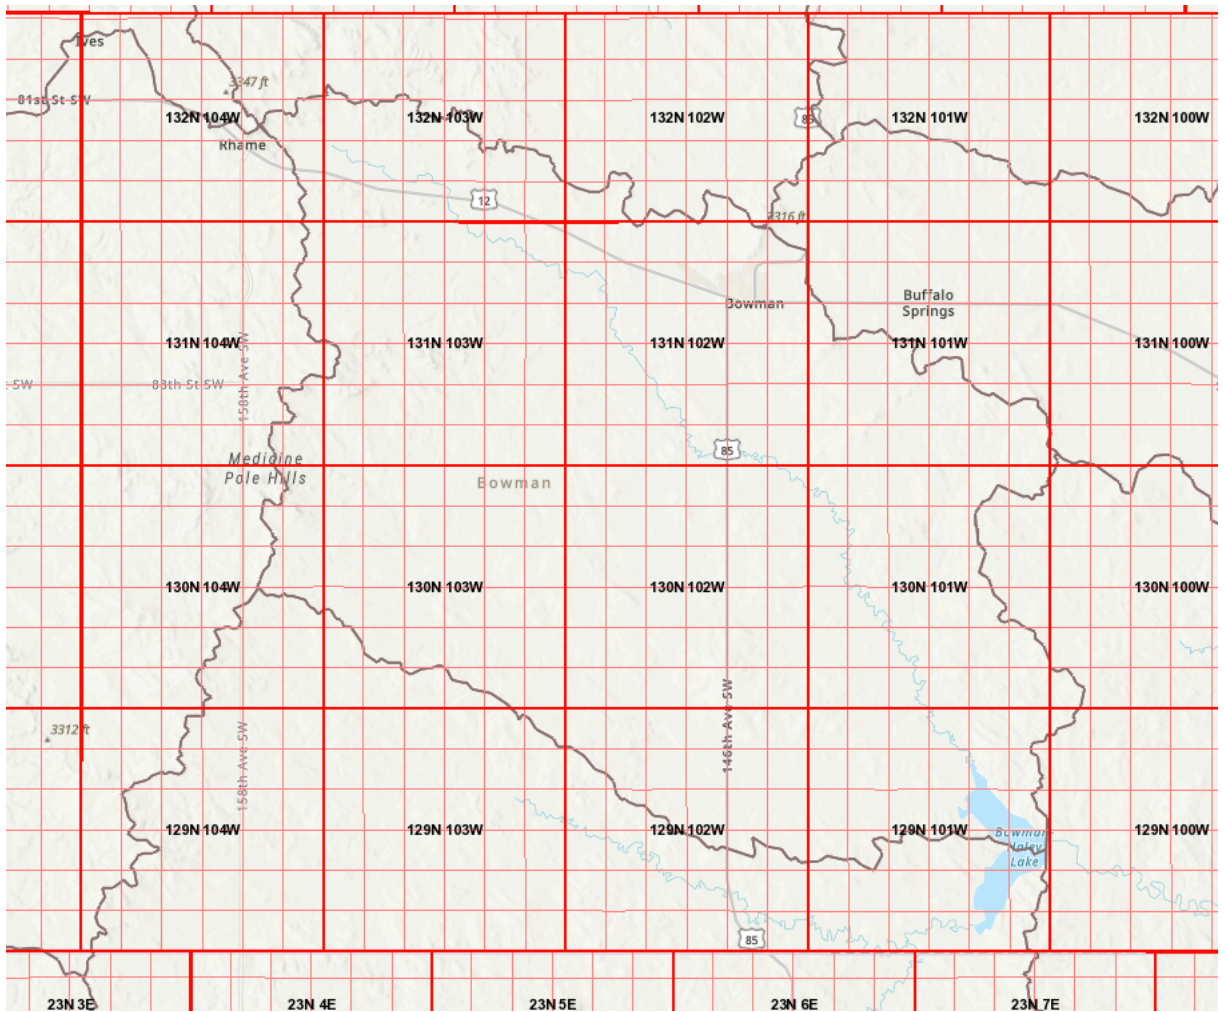 Ives
3347 ft
81st St SW
132N 104W
132N 103W
132N 102W
85
132N 101W
132N 100W
Rhame
12
3316 ft
Bowman
Buffalo
Springs
131N 104W
131N 103W
131N 102W
131N 101W
131N 100W
158th Ave SW
SW
83th St SW
Medicine
Pole Hills
85
Bowman
130N 104W
130N 103W
130N 102W
130N 101W
130N 100W
3312 ft
158th Ave SW
146th Ave SW
129N 104W
129N 103W
129N 102W
129N 101W
129N 100W
Bowman-
Haley
Lake
85
23N 3E
23N 4E
23N 5E
23N 6E
23N 7E